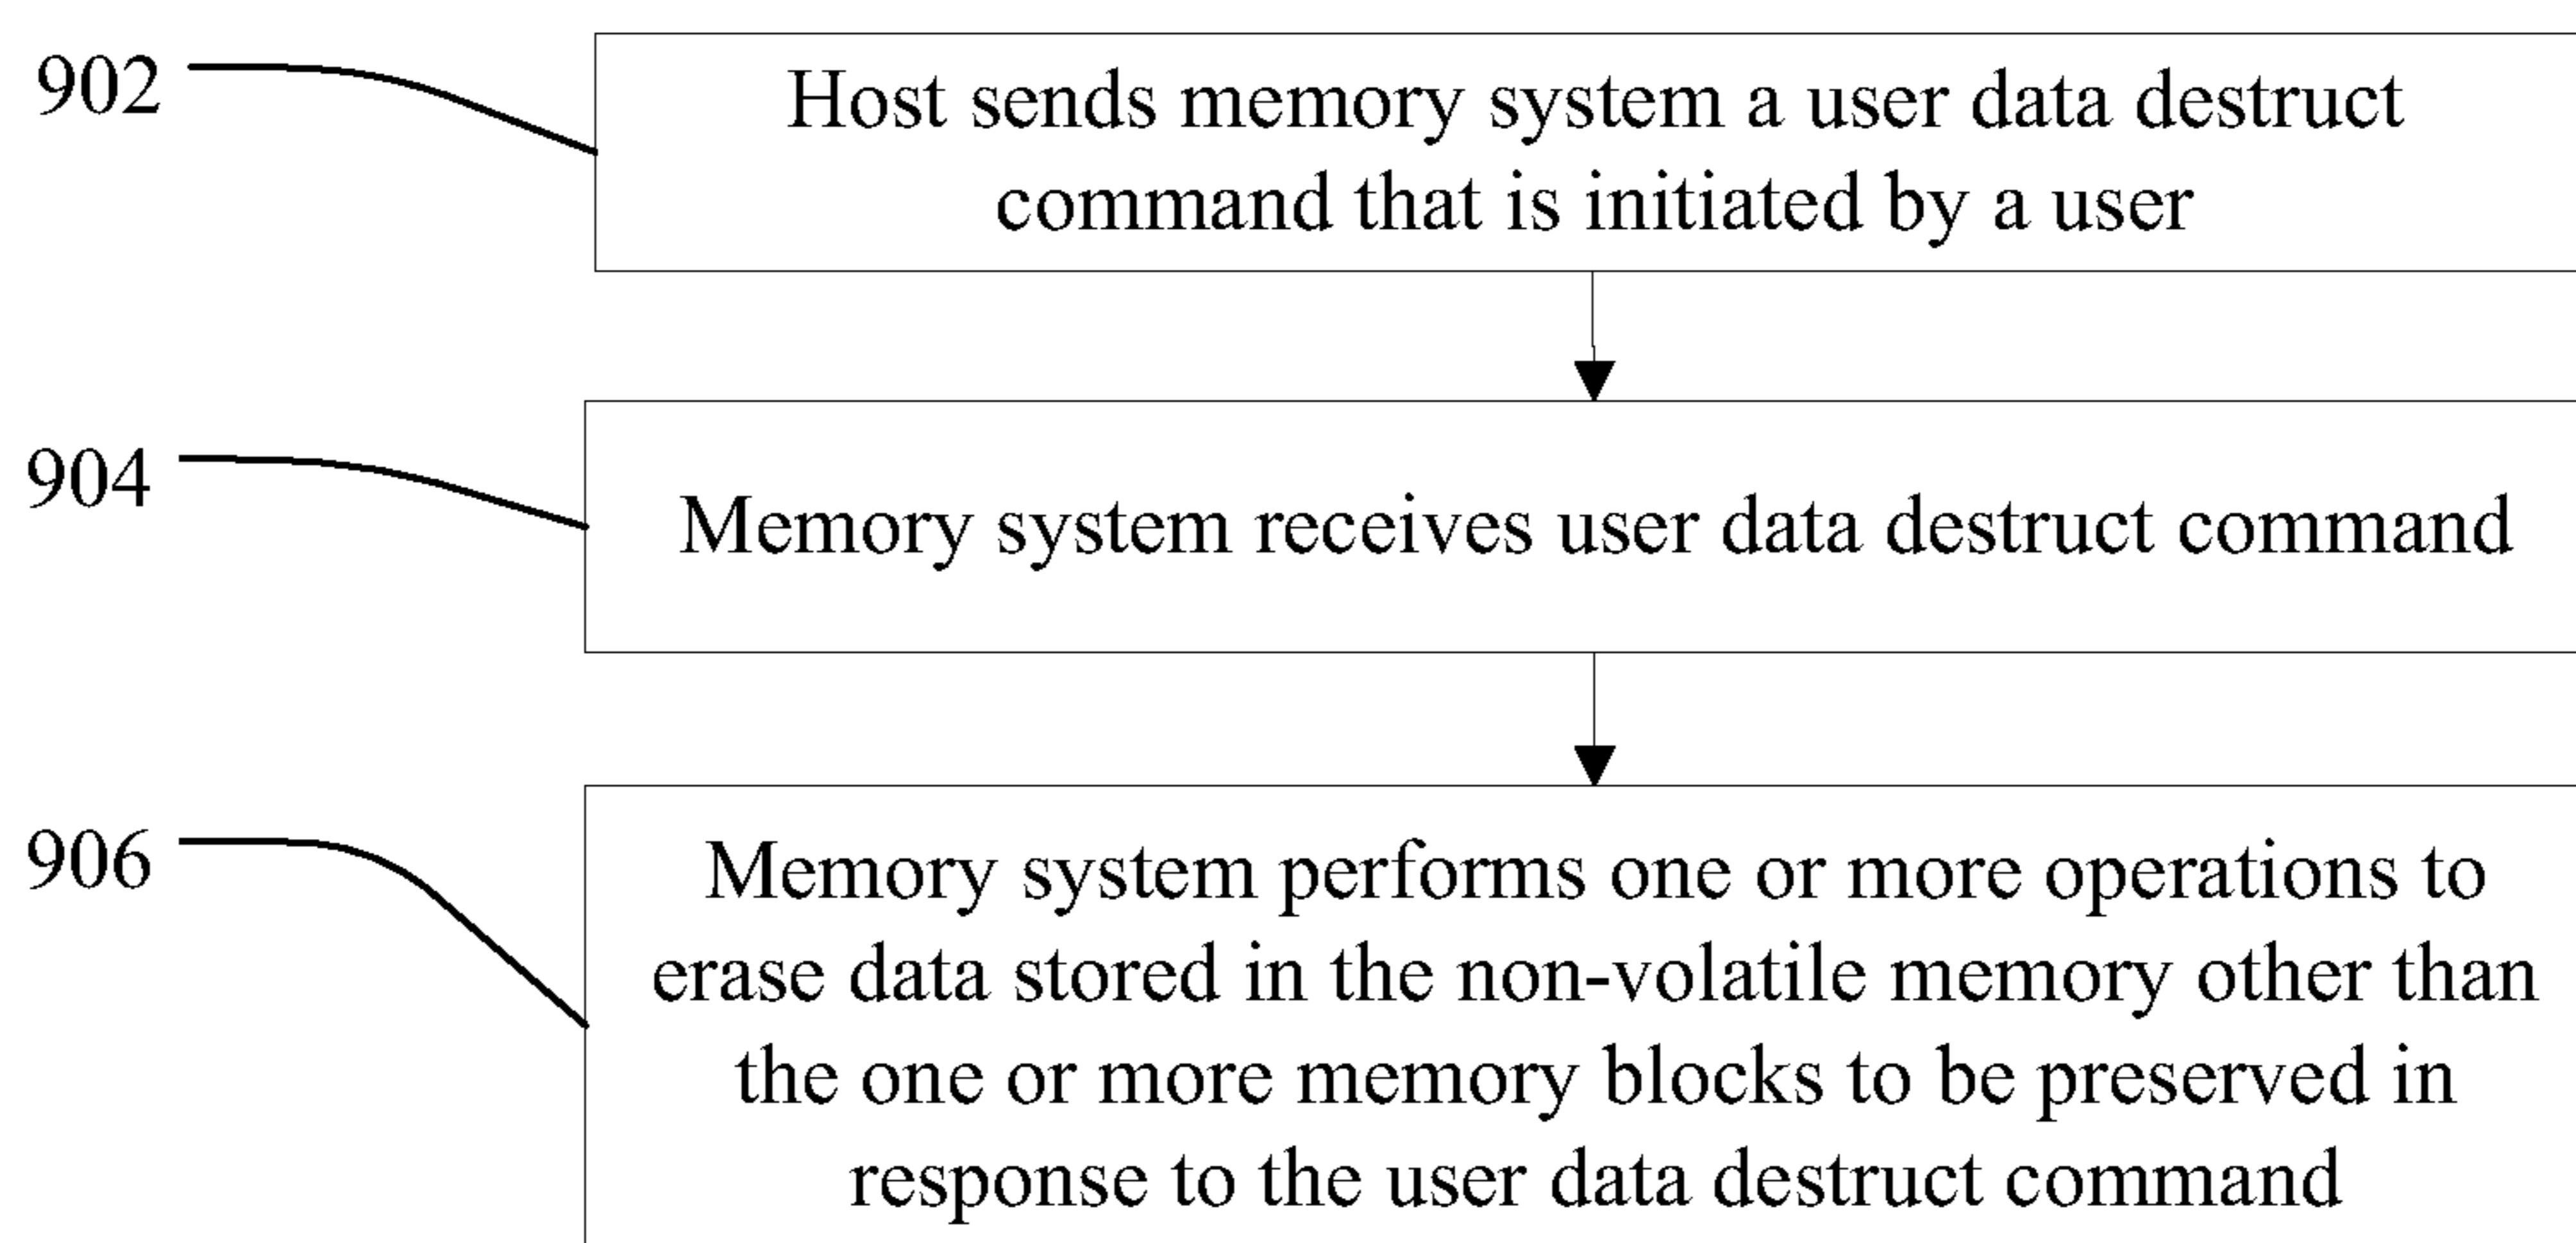 902
Host sends memory system a user data destruct
command that is initiated by a user
904
Memory system receives user data destruct command
906
Memory system performs one or more operations to
erase data stored in the non-volatile memory other than
the one or more memory blocks to be preserved in
response to the user data destruct command